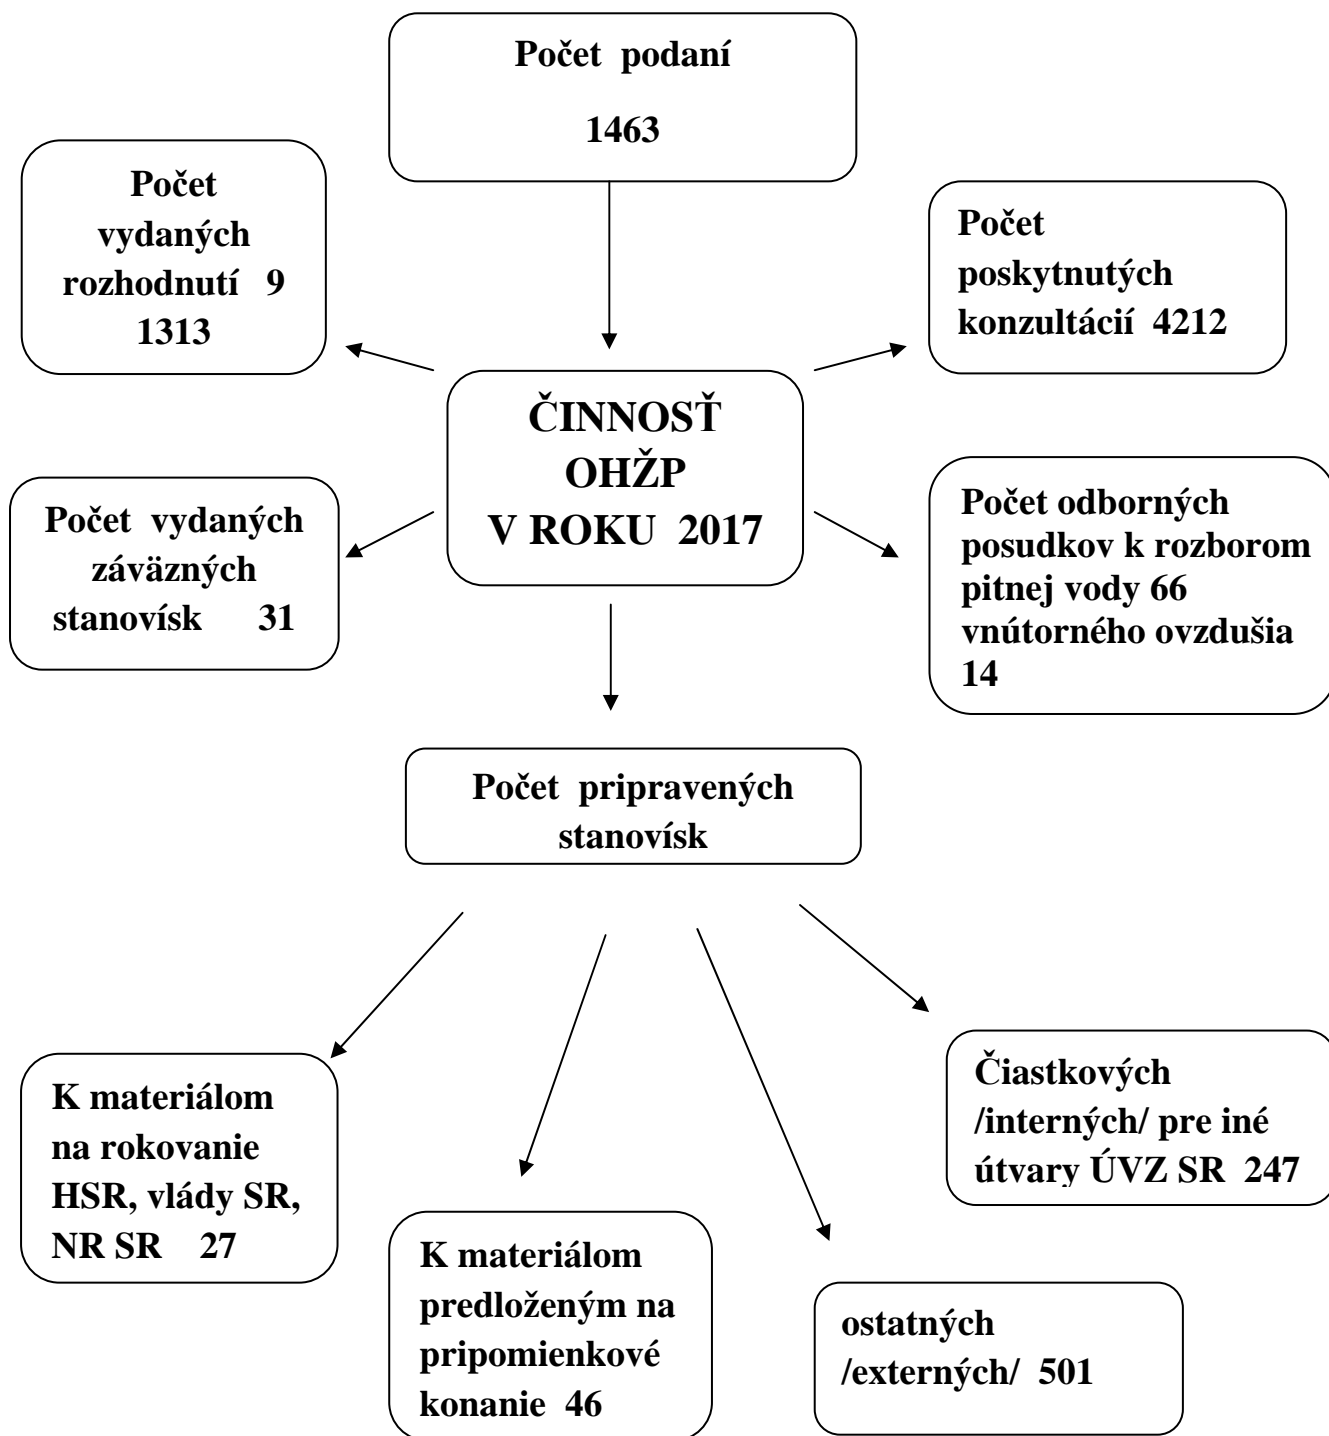 Počet podaní
1463
Počet
vydaných
rozhodnutí 9
1313
Počet
poskytnutých
konzultácií 4212
ČINNOSŤ
OHŽP
V ROKU 2017
Počet vydaných
záväzných
stanovísk 31
Počet odborných
posudkov k rozborom
pitnej vody 66
vnútorného ovzdušia
14
Počet pripravených
stanovísk
K materiálom
na rokovanie
HSR, vlády SR,
NR SR 27
K materiálom
predloženým na
pripomienkové
konanie 46
ostatných
/externých/ 501
Čiastkových
/interných/ pre iné
útvary ÚVZ SR 247